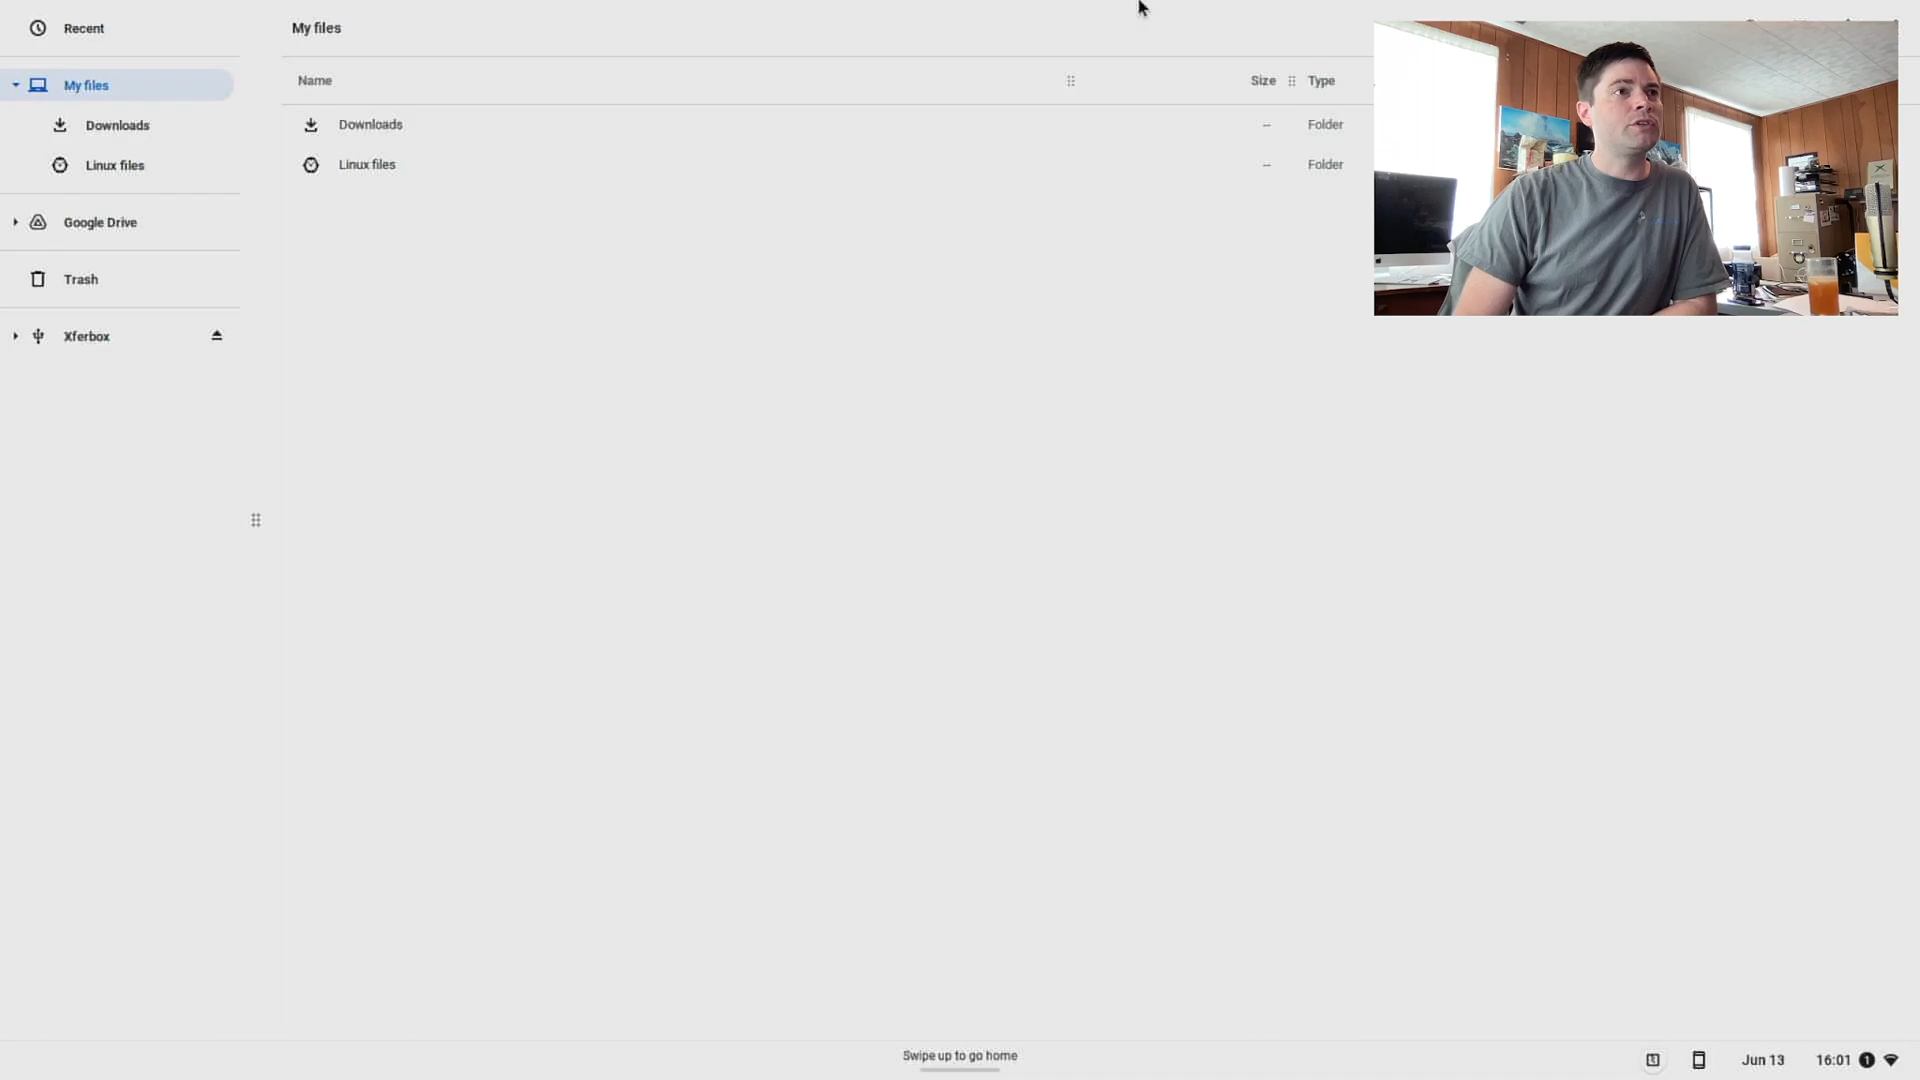 Recent
My files
Downloads
Linux files
Google Drive
Trash
Xferbox
My files
Name Size Type
Downloads -- Folder
Linux files -- Folder
Swipe up to go home
Jun 13 16:01 1